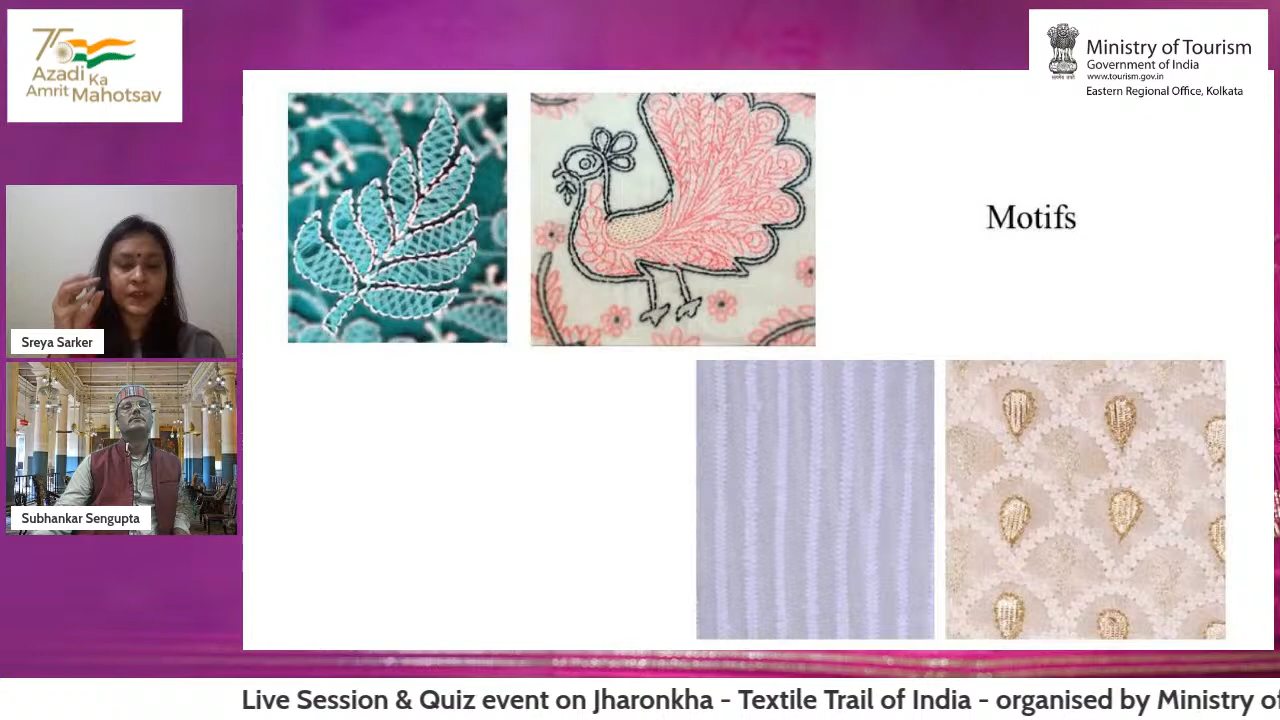 75
Azadi Ka
Amrit Mahotsav
Ministry of Tourism
Government of India
www.tourism.gov.in
Eastern Regional Office, Kolkata
Motifs
Sreya Sarker
Subhankar Sengupta
Live Session & Quiz event on Jharonkha - Textile Trail of India - organised by Ministry of